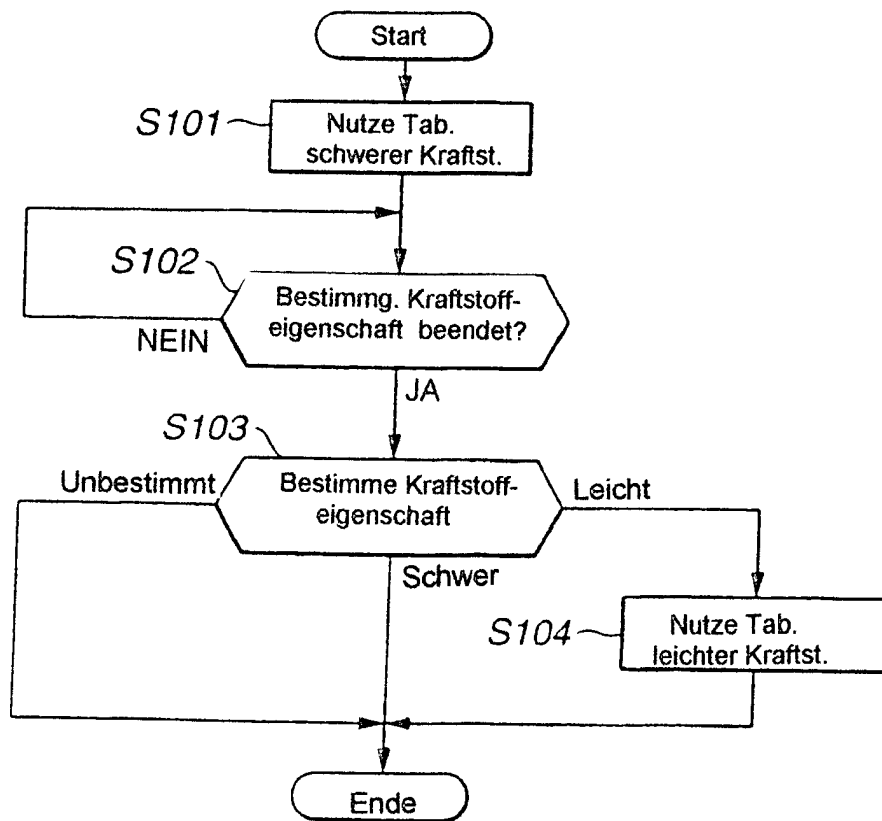 Start
S101
Nutze Tab.
schwerer Kraftst.
S102
Bestimmg. Kraftstoff-
eigenschaft beendet?
NEIN
JA
S103
Unbestimmt
Bestimme Kraftstoff-
eigenschaft
Leicht
Schwer
S104
Nutze Tab.
leichter Kraftst.
Ende